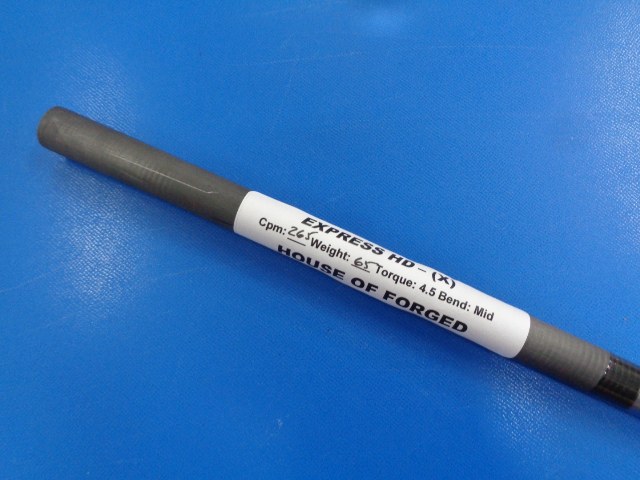 EXPRESS HD - (X)
Cpm: 265 Weight: 65 Torque: 4.5 Bend: Mid
HOUSE OF FORGED